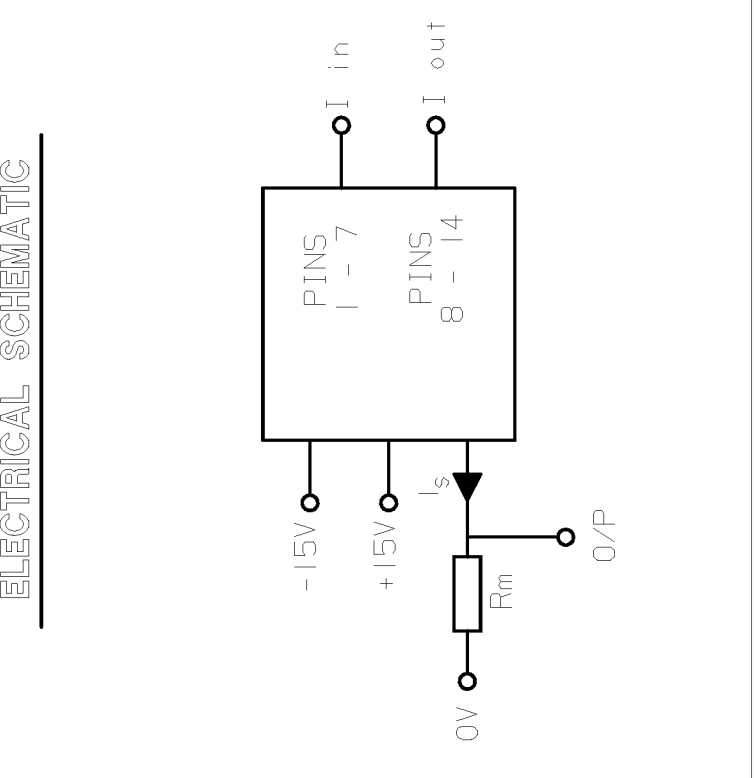 ELECTRICAL SCHEMATIC
I in
I out
PINS
1 - 7
PINS
8 - 14
-15V
+15V
Is
O/P
Rm
0V